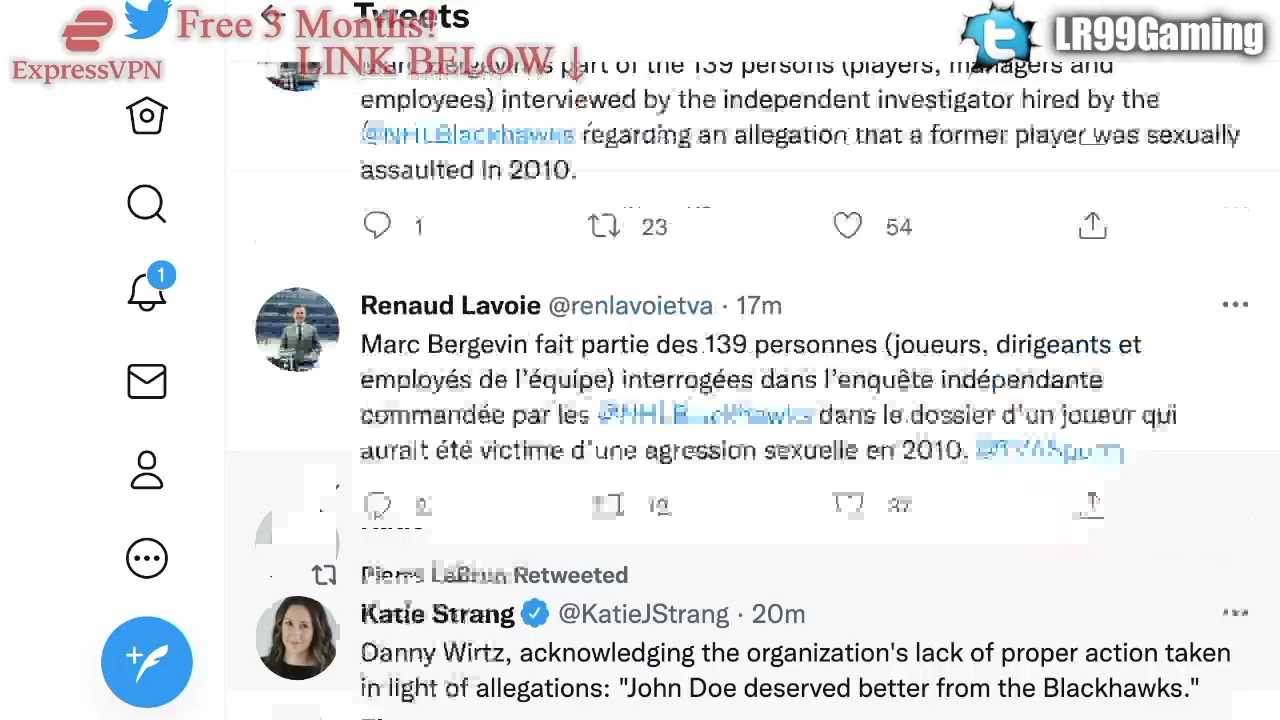 Tweets
Free 3 Months!
LINK BELOW ↓
ExpressVPN
LR99Gaming
part of the 139 persons (players, managers and
employees) interviewed by the independent investigator hired by the
@NHLBlackhawks regarding an allegation that a former player was sexually
assaulted in 2010.
1 23 54
1
Renaud Lavoie @renlavoietva · 17m
Marc Bergevin fait partie des 139 personnes (joueurs, dirigeants et
employés de l'équipe) interrogées dans l'enquête indépendante
commandée par les @NHLBlackhawks dans le dossier d'un joueur qui
aurait été victime d'une agression sexuelle en 2010.
37
Pierre LeBrun Retweeted
Katie Strang @KatieJStrang · 20m
Danny Wirtz, acknowledging the organization's lack of proper action taken
in light of allegations: "John Doe deserved better from the Blackhawks."